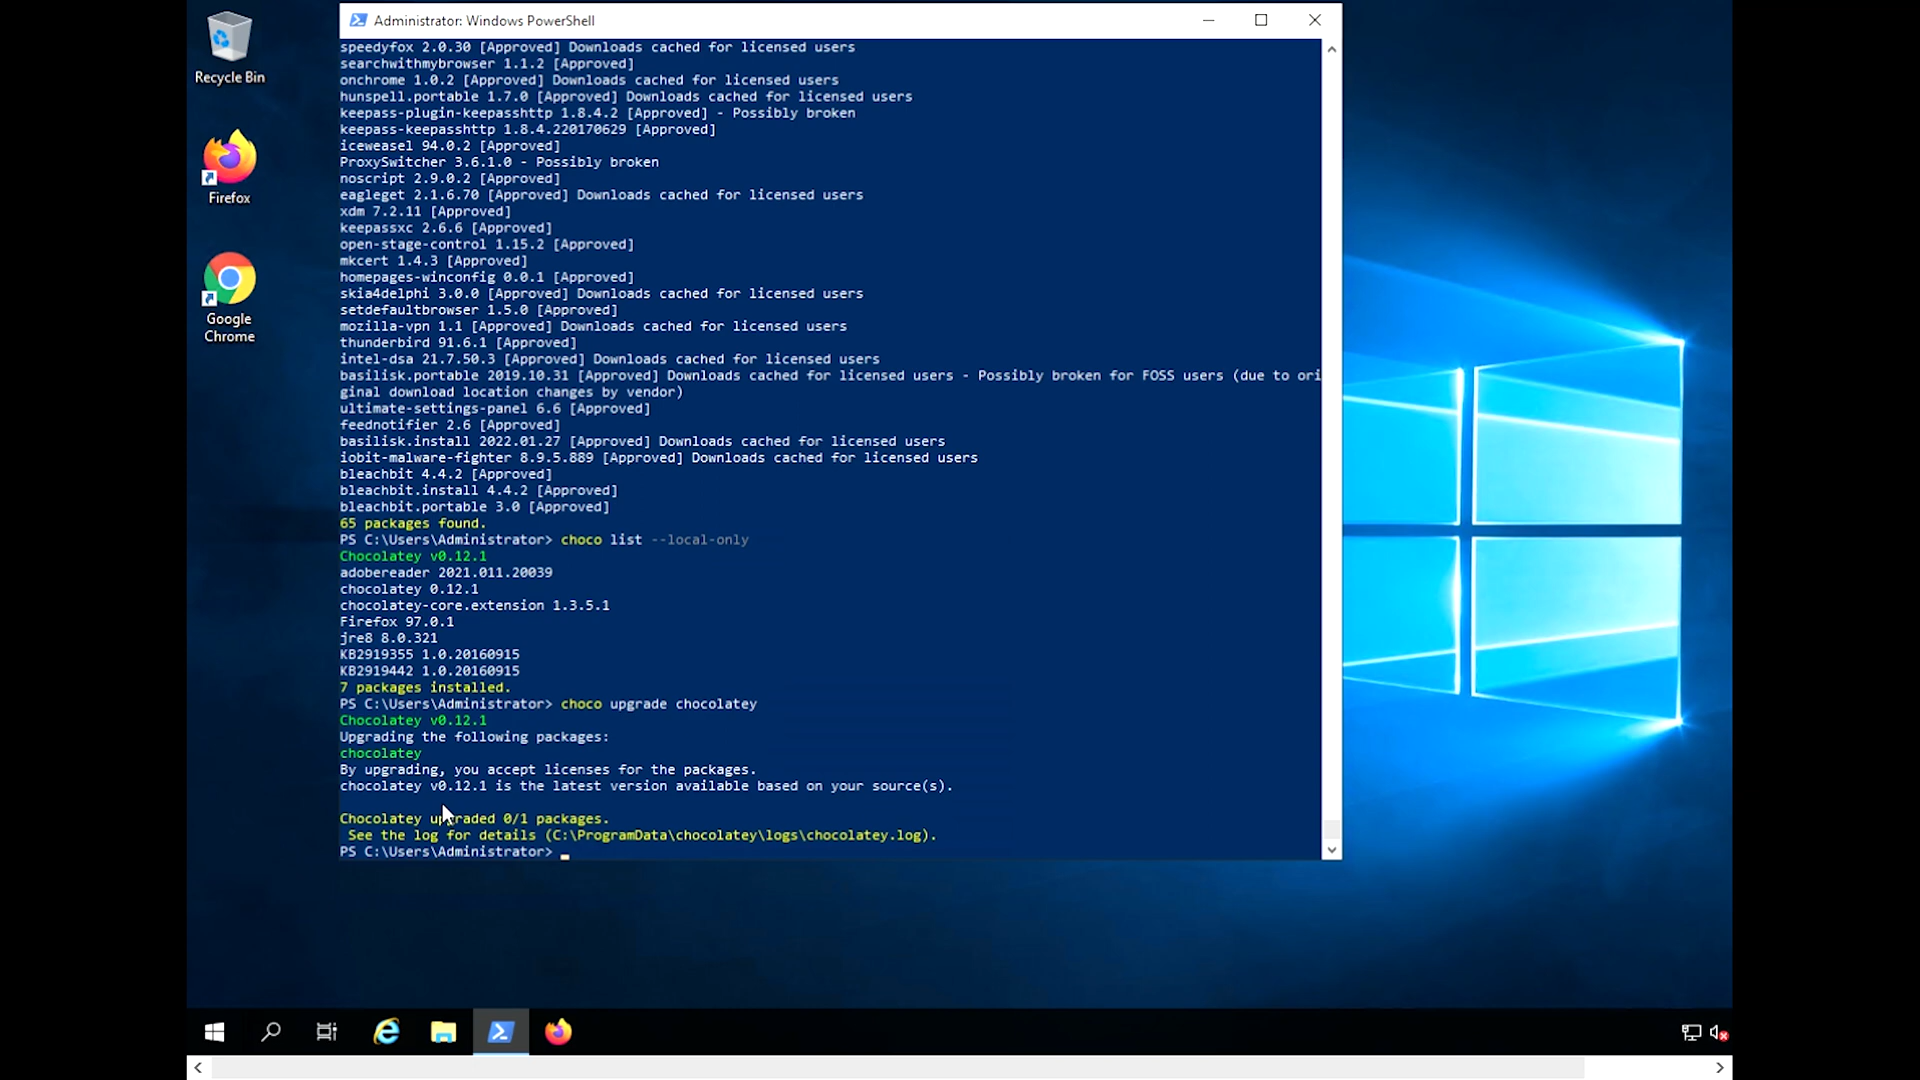 Administrator: Windows PowerShell
Recycle Bin
Firefox
Google
Chrome
speedyfox 2.0.30 [Approved] Downloads cached for licensed users
searchwithmybrowser 1.1.2 [Approved]
onchrome 1.0.2 [Approved] Downloads cached for licensed users
hunspell.portable 1.7.0 [Approved] Downloads cached for licensed users
keepass-plugin-keepasshttp 1.8.4.2 [Approved] - Possibly broken
keepass-keepasshttp 1.8.4.220170629 [Approved]
iceweasel 94.0.2 [Approved]
ProxySwitcher 3.6.1.0 - Possibly broken
noscript 2.9.0.2 [Approved]
eagleget 2.1.6.70 [Approved] Downloads cached for licensed users
xdm 7.2.11 [Approved]
keepassxc 2.6.6 [Approved]
open-stage-control 1.15.2 [Approved]
mkcert 1.4.3 [Approved]
homepages-winconfig 0.0.1 [Approved]
skia4delphi 3.0.0 [Approved] Downloads cached for licensed users
setdefaultbrowser 1.5.0 [Approved]
mozilla-vpn 1.1 [Approved] Downloads cached for licensed users
thunderbird 91.6.1 [Approved]
intel-dsa 21.7.50.3 [Approved] Downloads cached for licensed users
basilisk.portable 2019.10.31 [Approved] Downloads cached for licensed users - Possibly broken for FOSS users (due to ori
ginal download location changes by vendor)
ultimate-settings-panel 6.6 [Approved]
feednotifier 2.6 [Approved]
basilisk.install 2022.01.27 [Approved] Downloads cached for licensed users
iobit-malware-fighter 8.9.5.889 [Approved] Downloads cached for licensed users
bleachbit 4.4.2 [Approved]
bleachbit.install 4.4.2 [Approved]
bleachbit.portable 3.0 [Approved]
65 packages found.
PS C:\Users\Administrator> choco list --local-only
Chocolatey v0.12.1
adobereader 2021.011.20039
chocolatey 0.12.1
chocolatey-core.extension 1.3.5.1
Firefox 97.0.1
jre8 8.0.321
KB2919355 1.0.20160915
KB2919442 1.0.20160915
7 packages installed.
PS C:\Users\Administrator> choco upgrade chocolatey
Chocolatey v0.12.1
Upgrading the following packages:
chocolatey
By upgrading, you accept licenses for the packages.
chocolatey v0.12.1 is the latest version available based on your source(s).
Chocolatey upgraded 0/1 packages.
See the log for details (C:\ProgramData\chocolatey\logs\chocolatey.log).
PS C:\Users\Administrator>